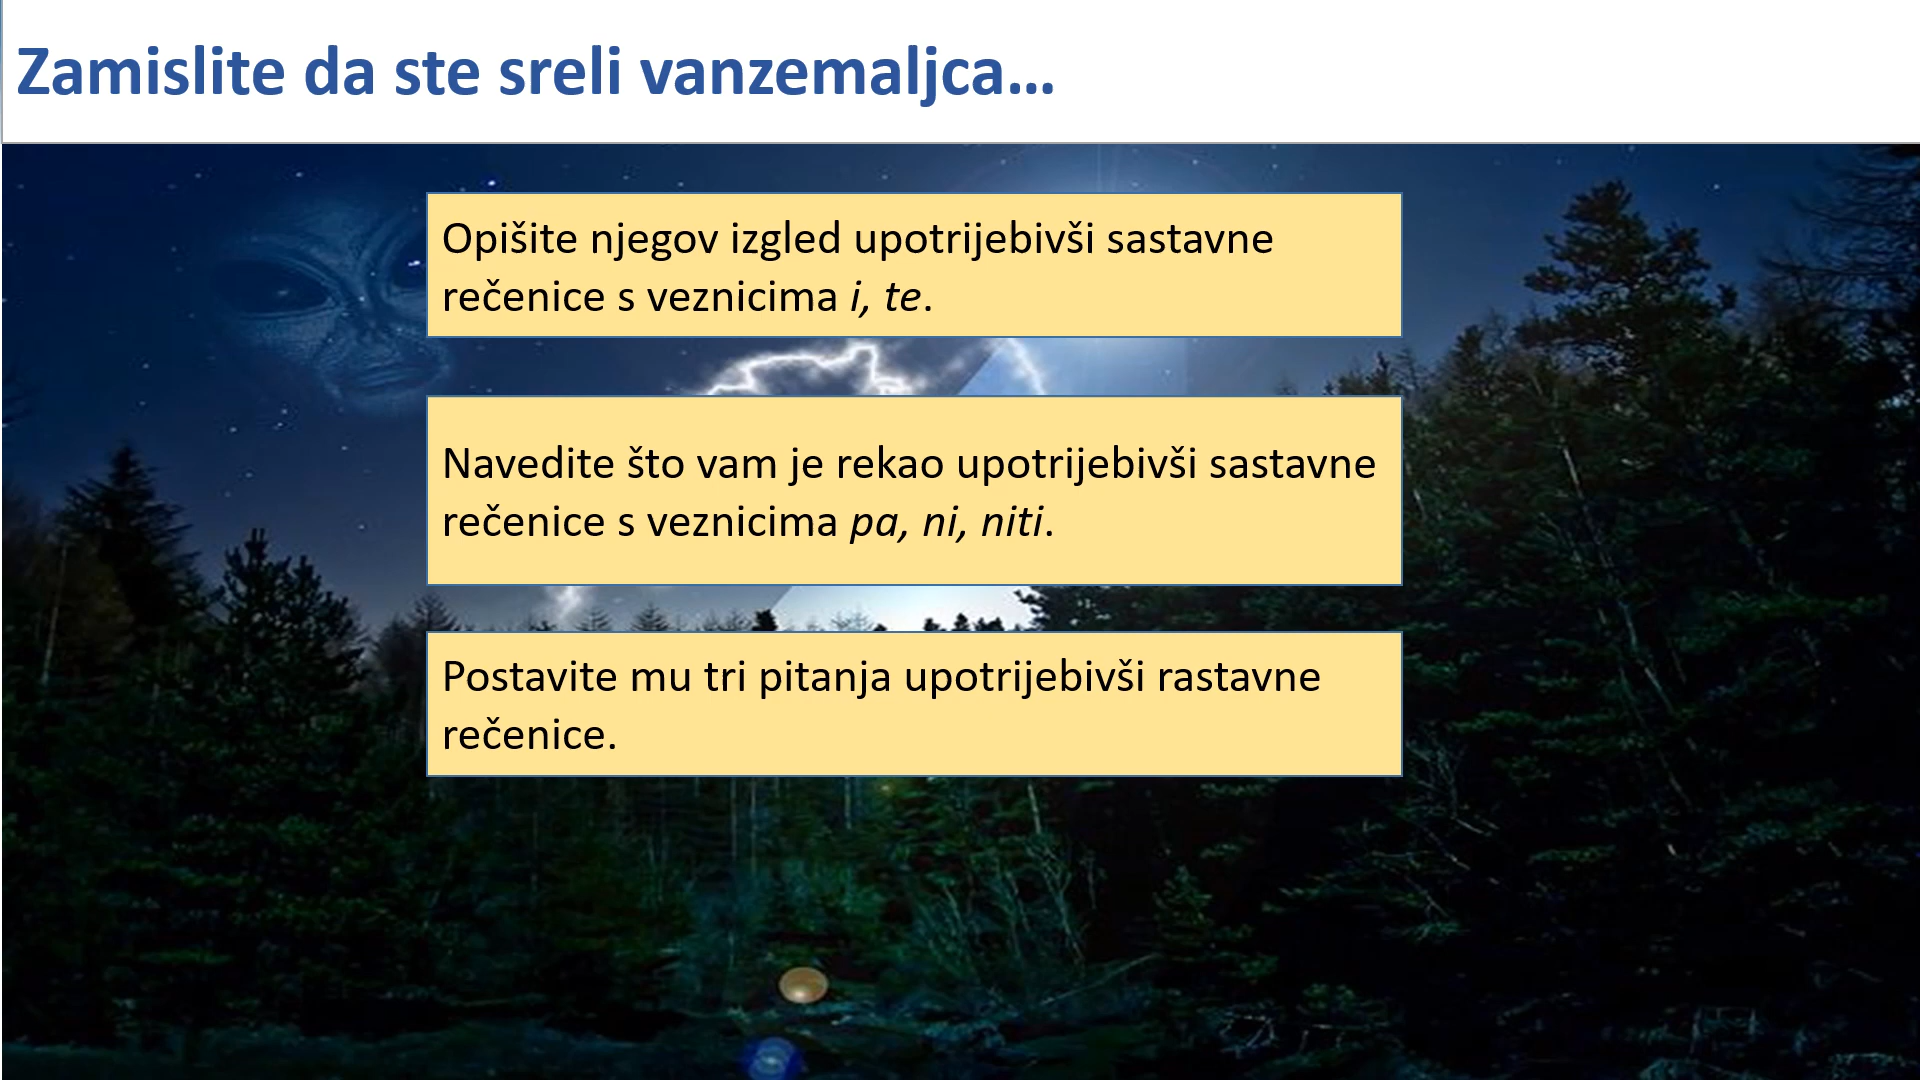 Zamislite da ste sreli vanzemaljca…
Opišite njegov izgled upotrijebivši sastavne
rečenice s veznicima i, te.
Navedite što vam je rekao upotrijebivši sastavne
rečenice s veznicima pa, ni, niti.
Postavite mu tri pitanja upotrijebivši rastavne
rečenice.